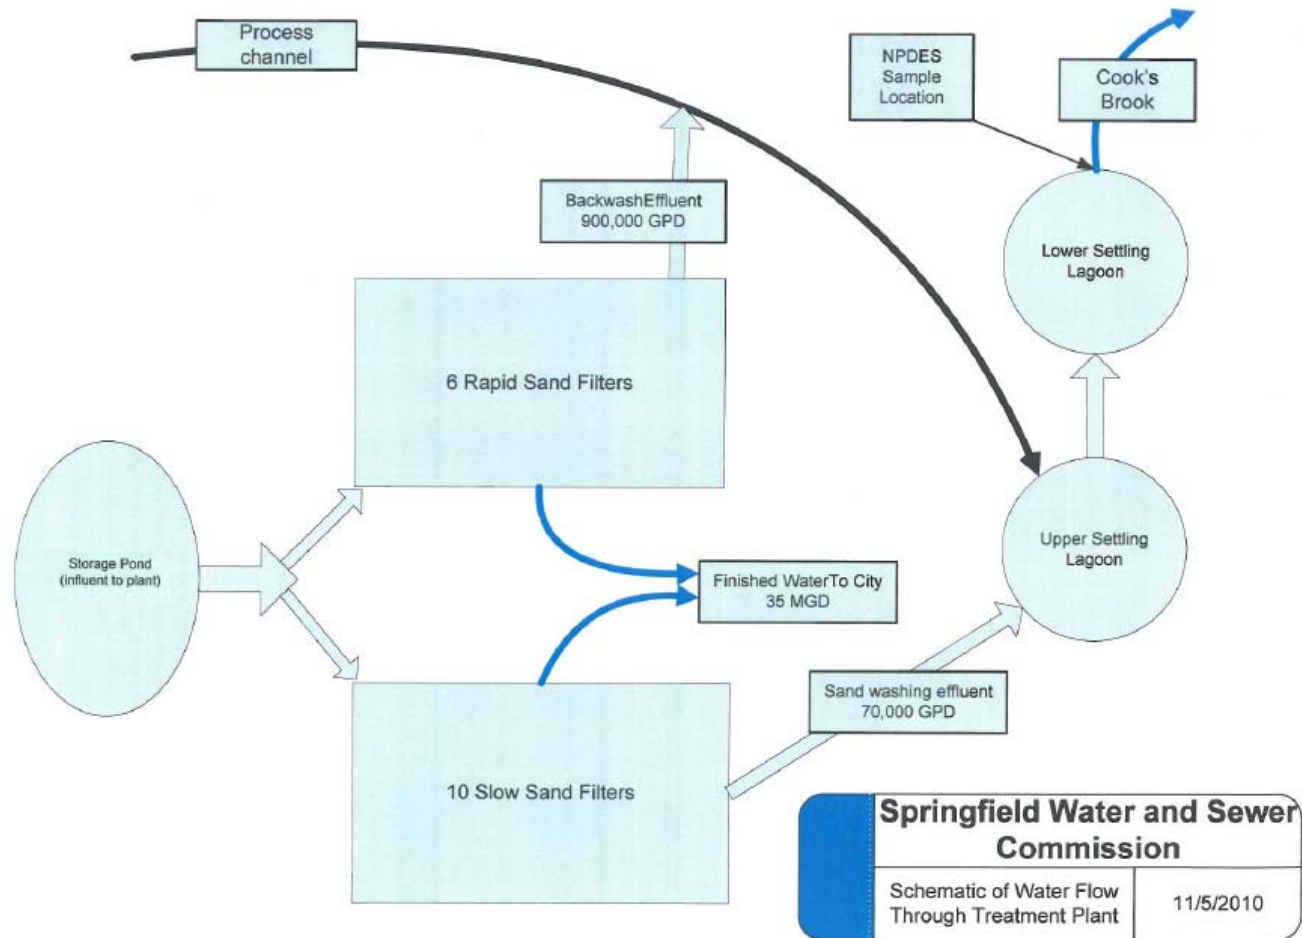 Process
channel
NPDES
Sample
Location
Cook's
Brook
BackwashEffluent
900,000 GPD
Lower Settling
Lagoon
6 Rapid Sand Filters
Storage Pond
(influent to plant)
Upper Settling
Lagoon
Finished WaterTo City
35 MGD
Sand washing effluent
70,000 GPD
10 Slow Sand Filters
Springfield Water and Sewer
Commission
Schematic of Water Flow
Through Treatment Plant
11/5/2010